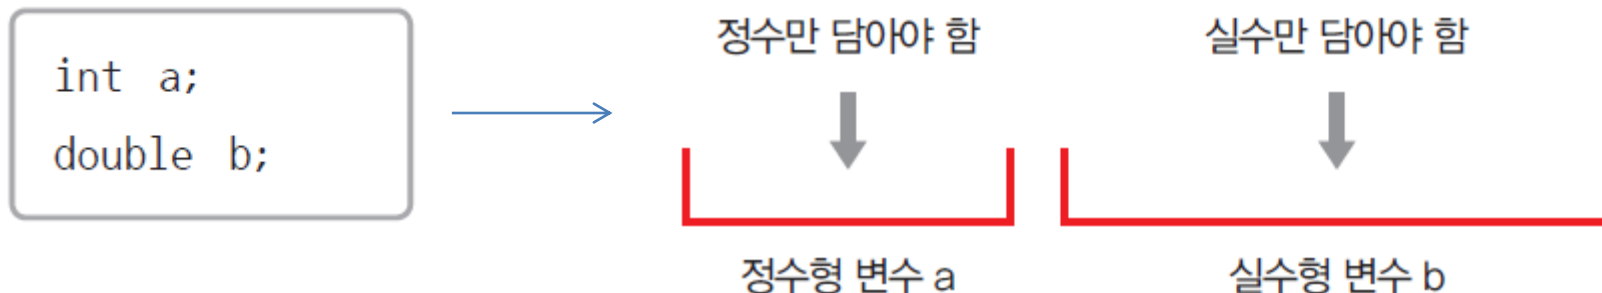 int a;
double b;
정수만 담아야 함
실수만 담아야 함
정수형 변수 a
실수형 변수 b